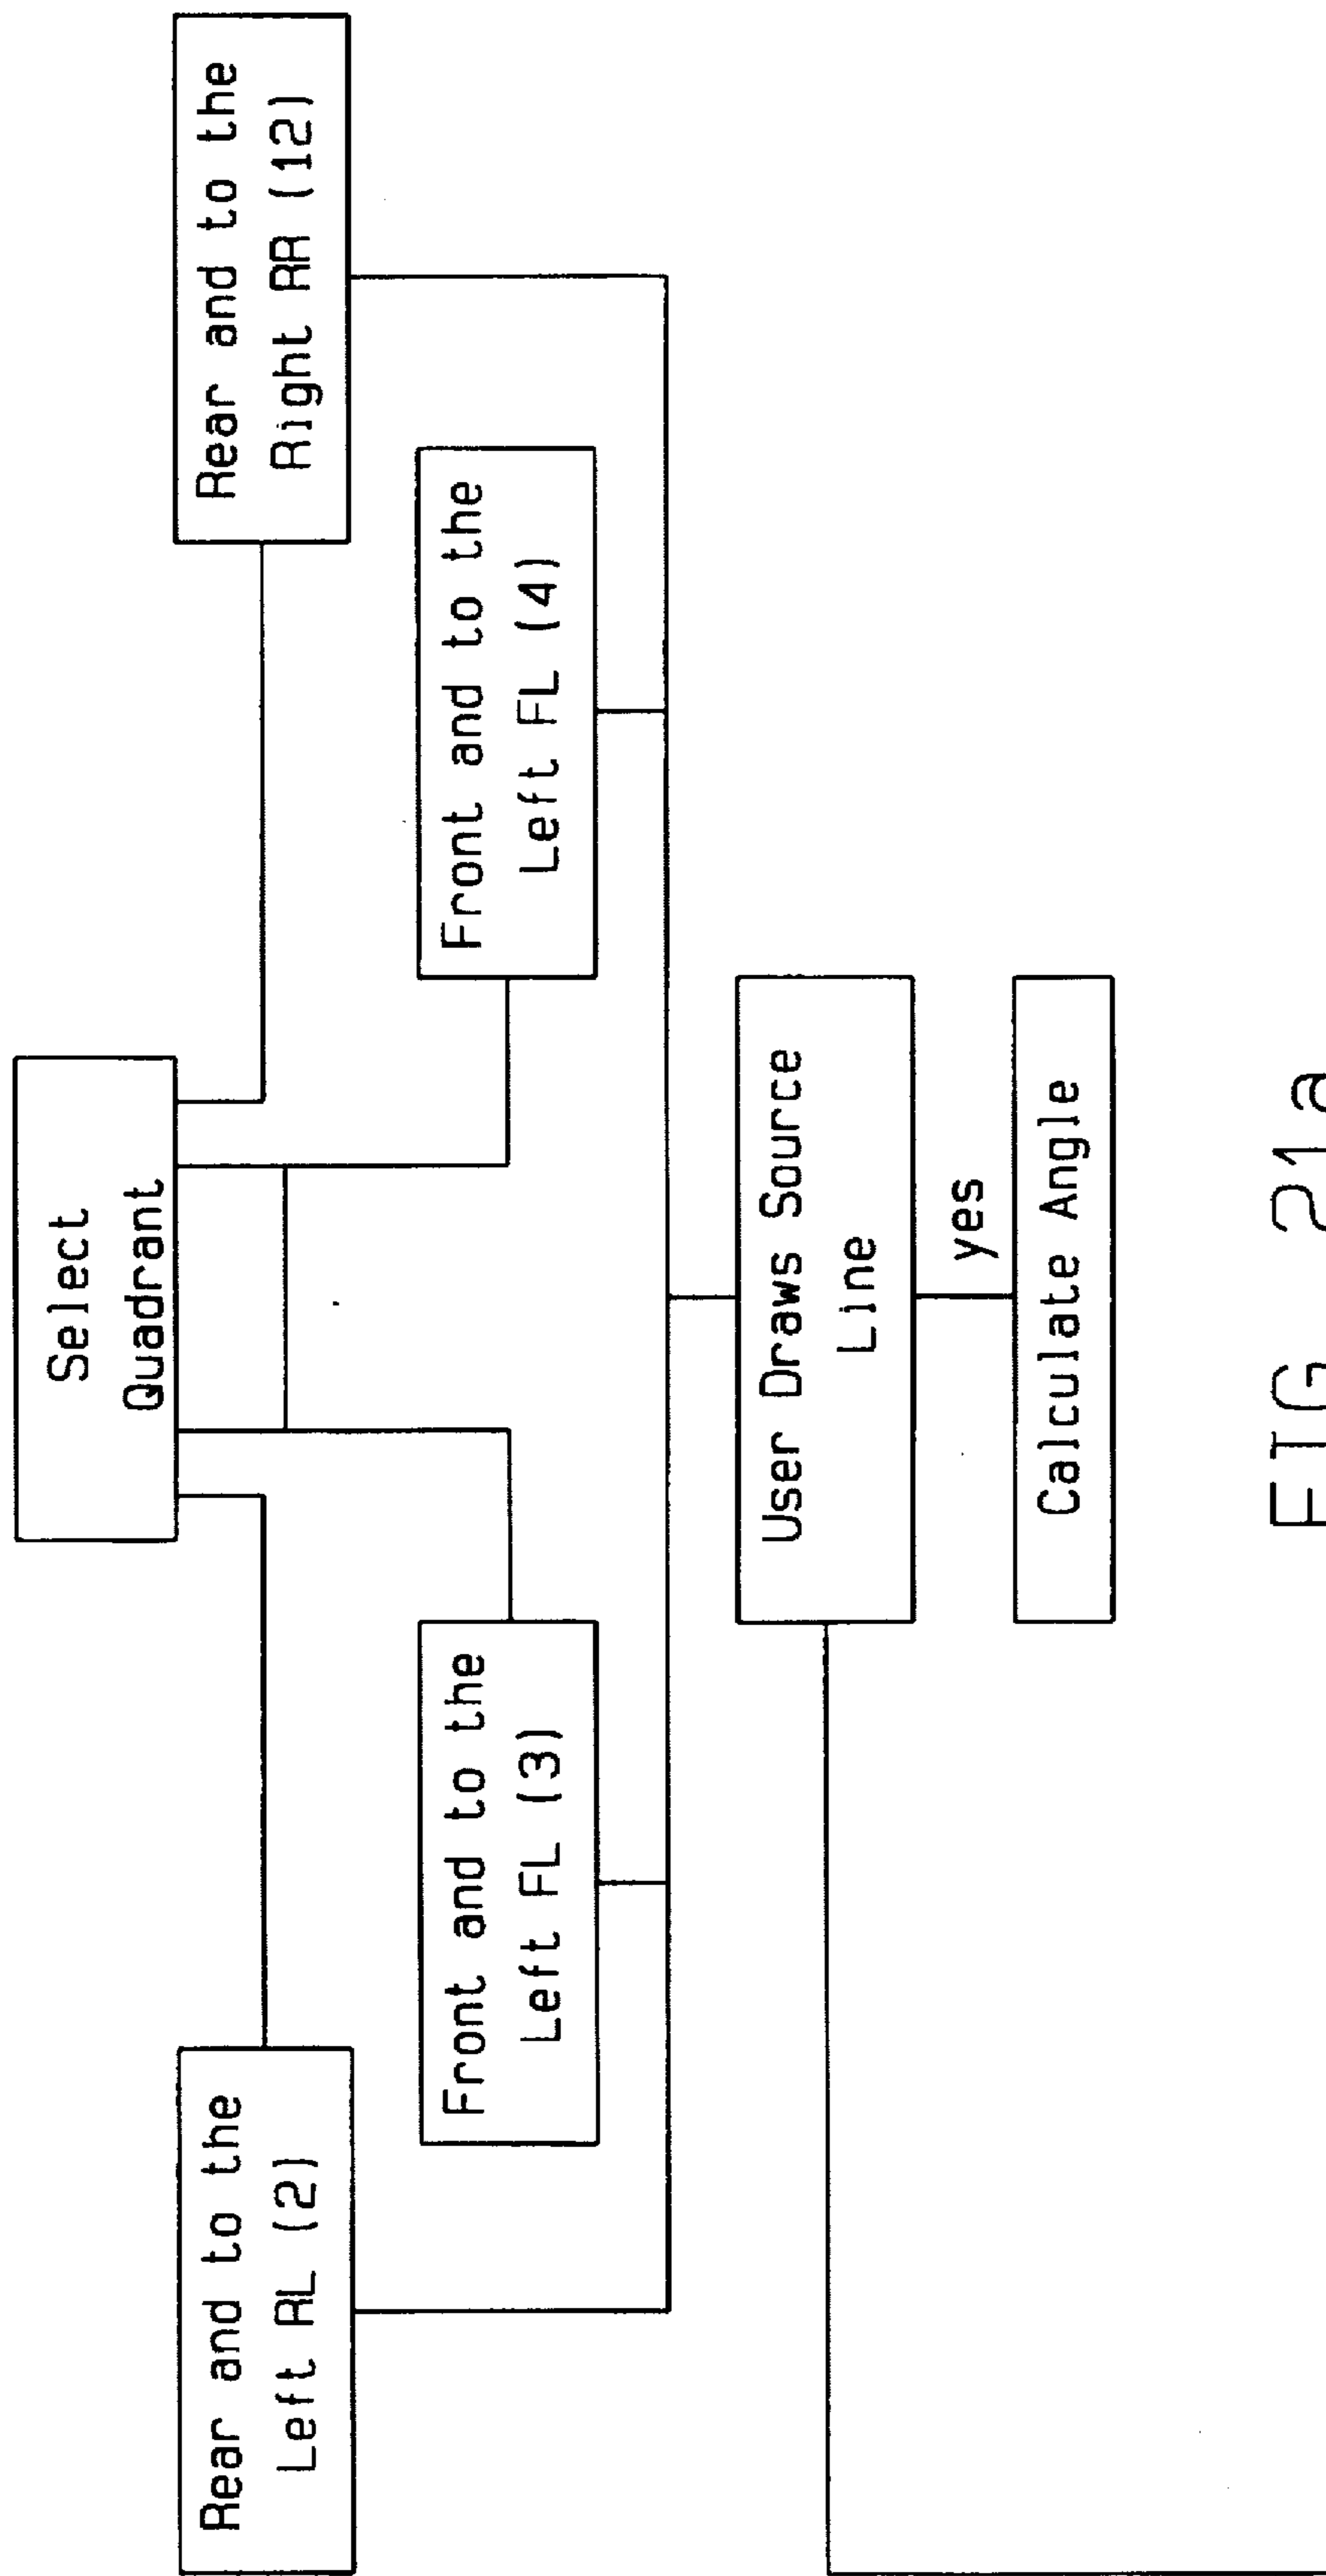 Select
Quadrant
Rear and to the
Left RL (2)
Rear and to the
Right RR (12)
Front and to the
Left FL (3)
Front and to the
Left FL (4)
User Draws Source
Line
yes
Calculate Angle
FIG 21a